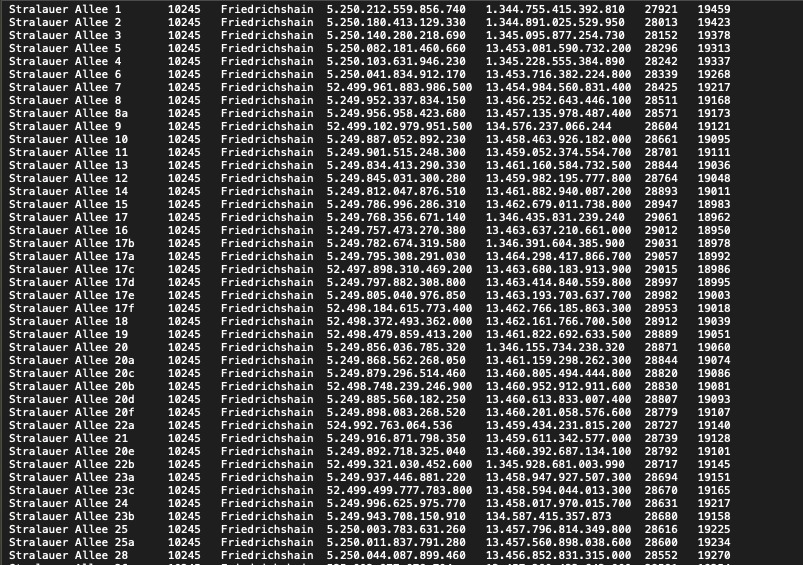 Stralauer Allee 1 10245 Friedrichshain 5.250.212.559.856.740 1.344.755.415.392.810 27921 19459
Stralauer Allee 2 10245 Friedrichshain 5.250.180.413.129.330 1.344.891.025.529.950 28013 19423
Stralauer Allee 3 10245 Friedrichshain 5.250.140.280.218.690 1.345.095.877.254.730 28152 19378
Stralauer Allee 5 10245 Friedrichshain 5.250.082.181.460.660 13.453.081.590.732.200 28296 19313
Stralauer Allee 4 10245 Friedrichshain 5.250.103.631.946.230 1.345.228.555.384.890 28242 19337
Stralauer Allee 6 10245 Friedrichshain 5.250.041.834.912.170 13.453.716.382.224.800 28339 19268
Stralauer Allee 7 10245 Friedrichshain 52.499.961.883.986.500 13.454.984.560.831.400 28425 19217
Stralauer Allee 8 10245 Friedrichshain 5.249.952.337.834.150 13.456.252.643.446.100 28511 19168
Stralauer Allee 8a 10245 Friedrichshain 5.249.956.958.423.680 13.457.135.978.487.400 28571 19173
Stralauer Allee 9 10245 Friedrichshain 52.499.102.979.951.500 134.576.237.066.244 28604 19121
Stralauer Allee 10 10245 Friedrichshain 5.249.887.052.892.230 13.458.463.926.182.000 28661 19095
Stralauer Allee 11 10245 Friedrichshain 5.249.901.515.248.300 13.459.052.374.554.700 28701 19111
Stralauer Allee 13 10245 Friedrichshain 5.249.834.413.290.330 13.461.160.584.732.500 28844 19036
Stralauer Allee 12 10245 Friedrichshain 5.249.845.031.300.280 13.459.982.195.777.800 28764 19048
Stralauer Allee 14 10245 Friedrichshain 5.249.812.047.876.510 13.461.882.940.087.200 28893 19011
Stralauer Allee 15 10245 Friedrichshain 5.249.786.996.286.310 13.462.679.011.738.800 28947 18983
Stralauer Allee 17 10245 Friedrichshain 5.249.768.356.671.140 1.346.435.831.239.240 29061 18962
Stralauer Allee 16 10245 Friedrichshain 5.249.757.473.270.380 13.463.637.210.661.000 29012 18950
Stralauer Allee 17b 10245 Friedrichshain 5.249.782.674.319.580 1.346.391.604.385.900 29031 18978
Stralauer Allee 17a 10245 Friedrichshain 5.249.795.308.291.030 13.464.298.417.866.700 29057 18992
Stralauer Allee 17c 10245 Friedrichshain 52.497.898.310.469.200 13.463.680.183.913.900 29015 18986
Stralauer Allee 17d 10245 Friedrichshain 5.249.797.882.308.800 13.463.414.840.559.800 28997 18995
Stralauer Allee 17e 10245 Friedrichshain 5.249.805.040.976.850 13.463.193.703.637.700 28982 19003
Stralauer Allee 17f 10245 Friedrichshain 52.498.184.615.773.400 13.462.766.185.863.300 28953 19018
Stralauer Allee 18 10245 Friedrichshain 52.498.372.493.362.000 13.462.161.766.700.500 28912 19039
Stralauer Allee 19 10245 Friedrichshain 52.498.479.859.413.200 13.461.822.692.633.500 28889 19051
Stralauer Allee 20 10245 Friedrichshain 5.249.856.036.785.320 1.346.155.734.238.320 28871 19060
Stralauer Allee 20a 10245 Friedrichshain 5.249.868.562.268.050 13.461.159.298.262.300 28844 19074
Stralauer Allee 20c 10245 Friedrichshain 5.249.879.296.514.460 13.460.805.494.444.800 28820 19086
Stralauer Allee 20b 10245 Friedrichshain 52.498.748.239.246.900 13.460.952.912.911.600 28830 19081
Stralauer Allee 20d 10245 Friedrichshain 5.249.885.560.182.250 13.460.613.833.007.400 28807 19093
Stralauer Allee 20f 10245 Friedrichshain 5.249.898.083.268.520 13.460.201.058.576.600 28779 19107
Stralauer Allee 22a 10245 Friedrichshain 524.992.763.064.536 13.459.434.231.815.200 28727 19140
Stralauer Allee 21 10245 Friedrichshain 5.249.916.871.798.350 13.459.611.342.577.000 28739 19128
Stralauer Allee 20e 10245 Friedrichshain 5.249.892.718.325.040 13.460.392.687.134.100 28792 19101
Stralauer Allee 22b 10245 Friedrichshain 52.499.321.030.452.600 1.345.928.681.003.990 28717 19145
Stralauer Allee 23a 10245 Friedrichshain 5.249.937.446.881.220 13.458.947.927.507.300 28694 19151
Stralauer Allee 23c 10245 Friedrichshain 52.499.499.777.783.800 13.458.594.044.013.300 28670 19165
Stralauer Allee 24 10245 Friedrichshain 5.249.996.625.975.770 13.458.017.970.015.700 28631 19217
Stralauer Allee 23b 10245 Friedrichshain 5.249.943.708.150.910 134.587.415.357.873 28680 19158
Stralauer Allee 25 10245 Friedrichshain 5.250.003.783.631.260 13.457.796.814.349.800 28616 19225
Stralauer Allee 25a 10245 Friedrichshain 5.250.011.837.791.280 13.457.560.898.038.600 28600 19234
Stralauer Allee 28 10245 Friedrichshain 5.250.044.087.899.460 13.456.852.831.315.000 28552 19270